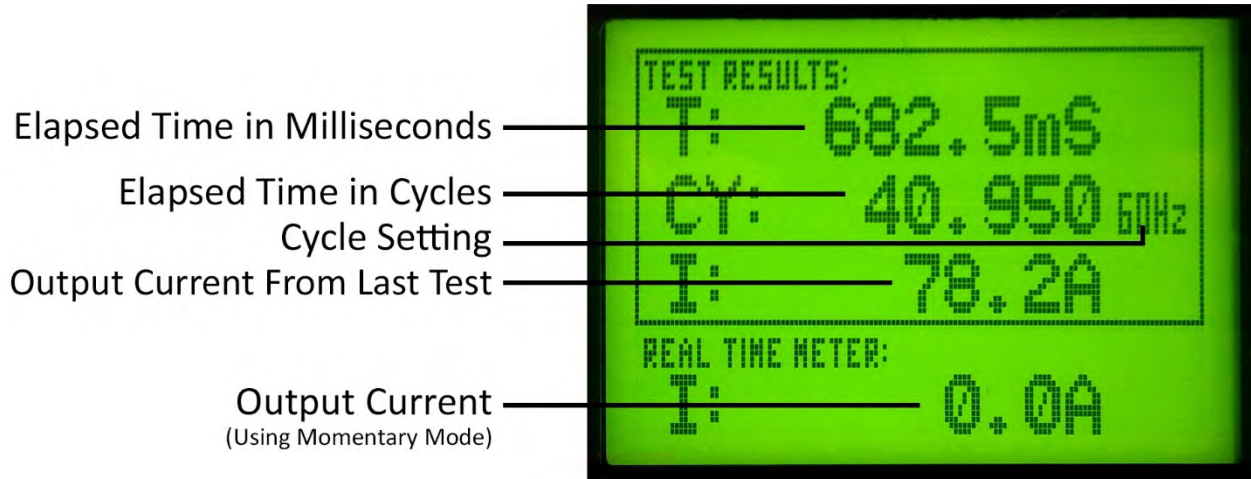 Elapsed Time in Milliseconds
Elapsed Time in Cycles
Cycle Setting
Output Current From Last Test
Output Current
(Using Momentary Mode)
TEST RESULTS:
T: 682.5mS
CY: 40.950 60Hz
I: 78.2A
REAL TIME METER:
I: 0.0A